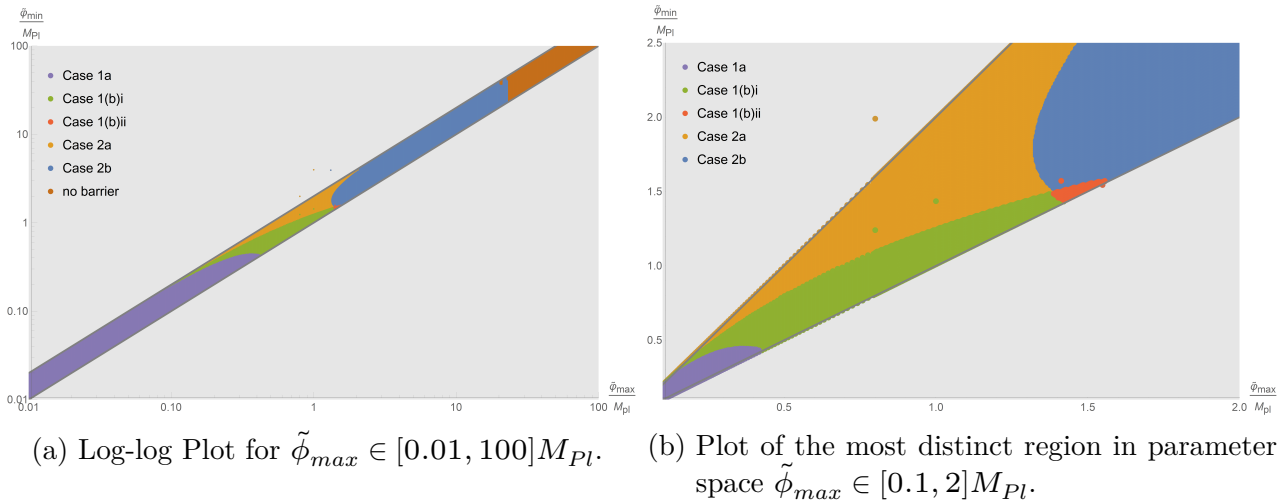 φ̃min
MPl
100
10
1
0.10
0.01
Case 1a
Case 1(b)i
Case 1(b)ii
Case 2a
Case 2b
no barrier
0.01 0.10 1 10 100
φ̃max
Mpl
(a) Log-log Plot for ϕ̃max ∈ [0.01, 100]MPl.
φ̃min
MPl
2.5
2.0
1.5
1.0
0.5
Case 1a
Case 1(b)i
Case 1(b)ii
Case 2a
Case 2b
0.5 1.0 1.5 2.0
φ̃max
MPl
(b) Plot of the most distinct region in parameter
space ϕ̃max ∈ [0.1, 2]MPl.